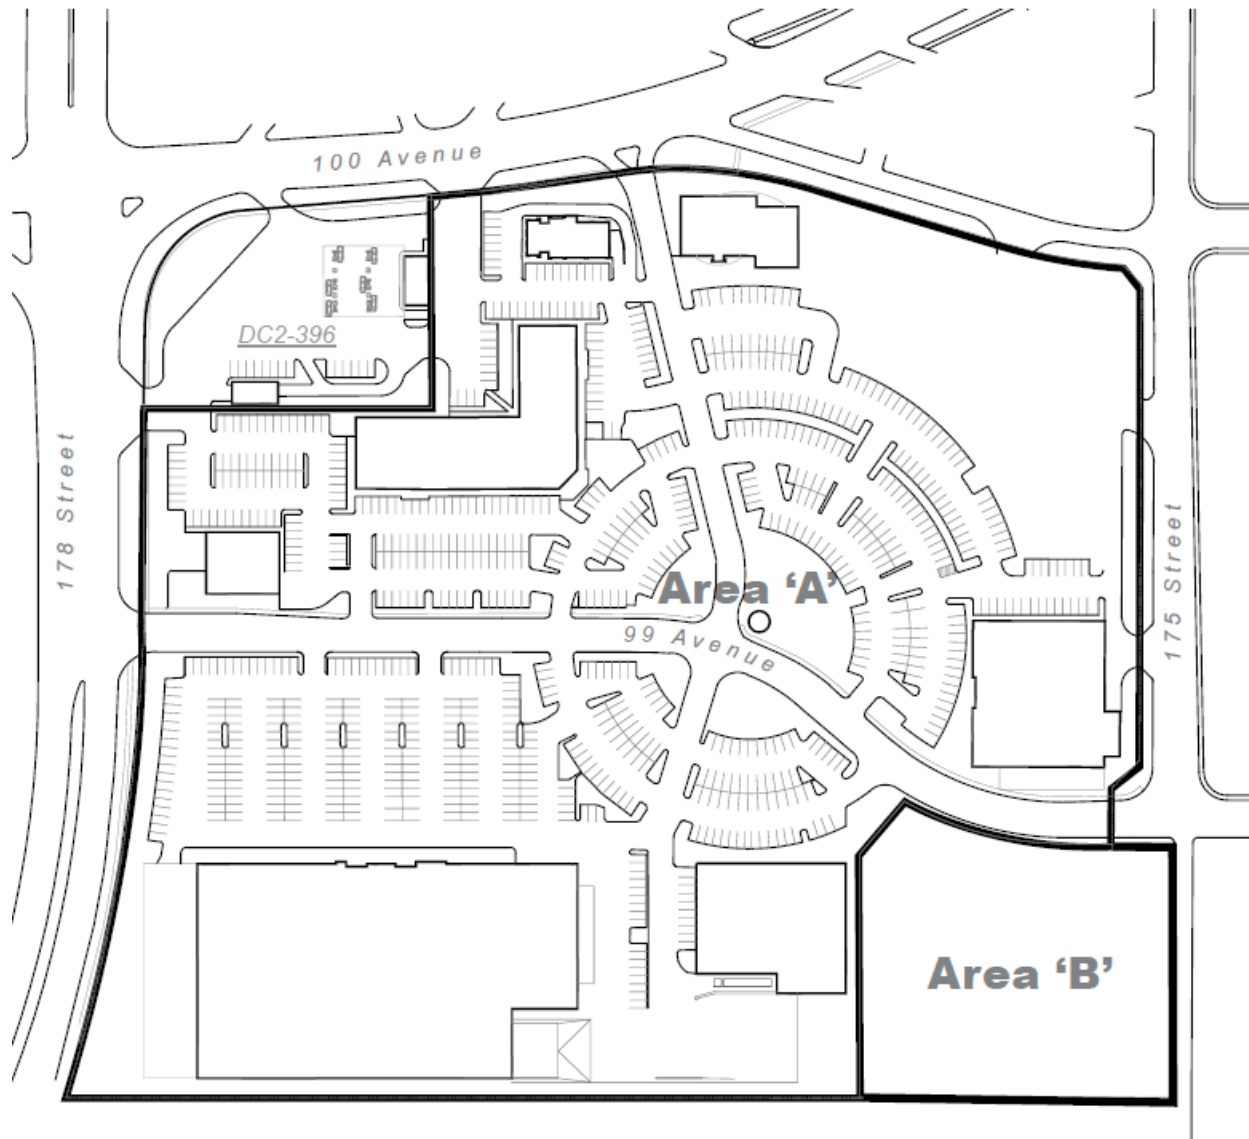 100 Avenue
DC2-396
178 Street
175 Street
Area ‘A’
99 Avenue
Area ‘B’